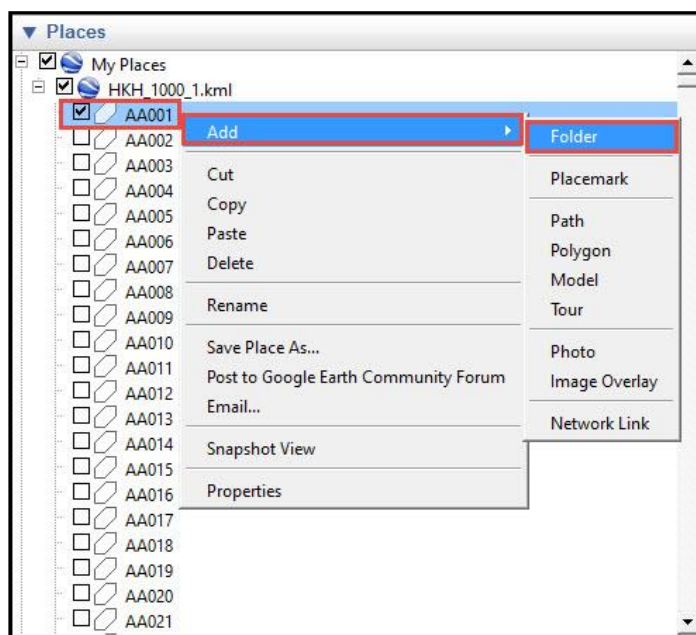 Places
My Places
HKH_1000_1.kml
AA001
AA002
AA003
AA004
AA005
AA006
AA007
AA008
AA009
AA010
AA011
AA012
AA013
AA014
AA015
AA016
AA017
AA018
AA019
AA020
AA021
Add
Cut
Copy
Paste
Delete
Rename
Save Place As...
Post to Google Earth Community Forum
Email...
Snapshot View
Properties
Folder
Placemark
Path
Polygon
Model
Tour
Photo
Image Overlay
Network Link